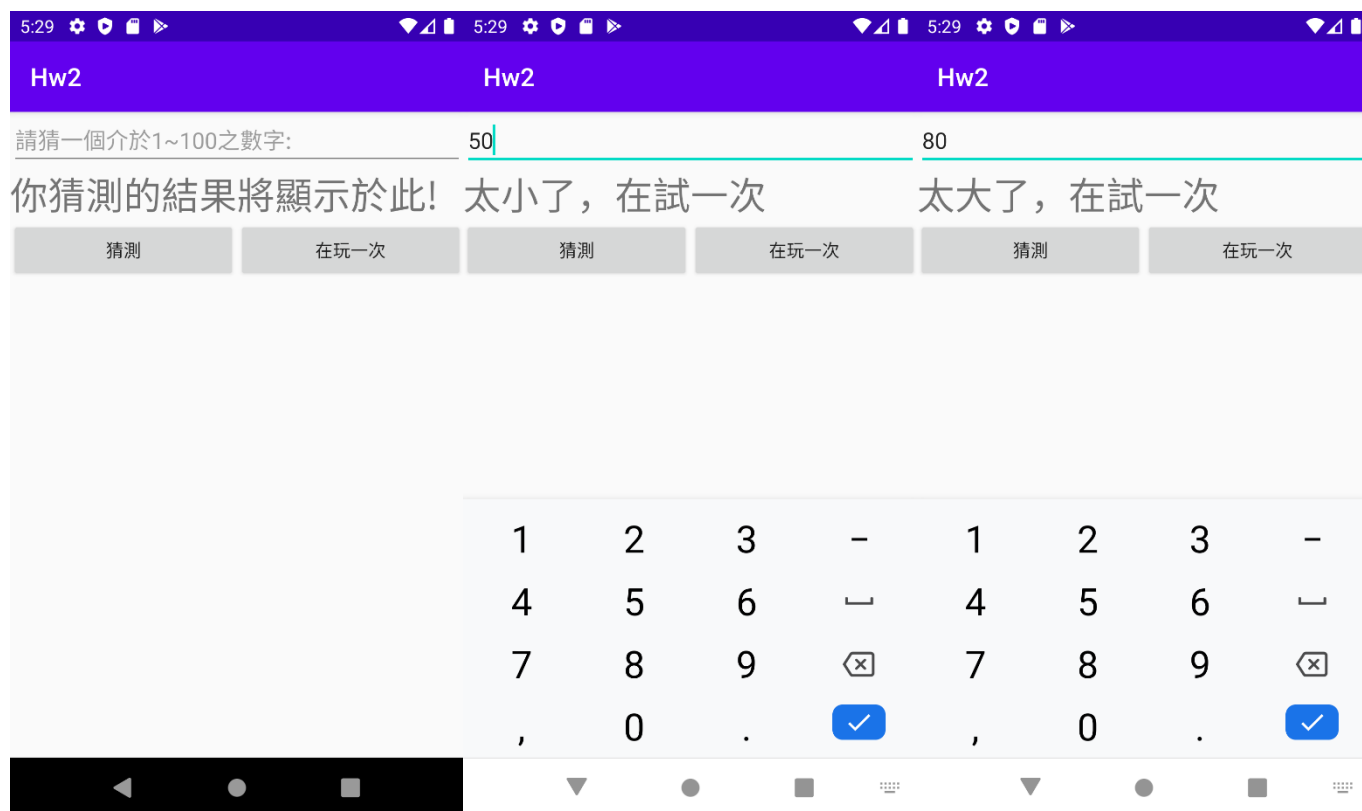 5:29
Hw2
請猜一個介於1~100之數字:
你猜測的結果將顯示於此!
猜測 在玩一次
5:29
Hw2
50
太小了，在試一次
猜測 在玩一次
1 2 3 -
4 5 6
7 8 9
, 0 .
5:29
Hw2
80
太大了，在試一次
猜測 在玩一次
1 2 3 -
4 5 6
7 8 9
, 0 .